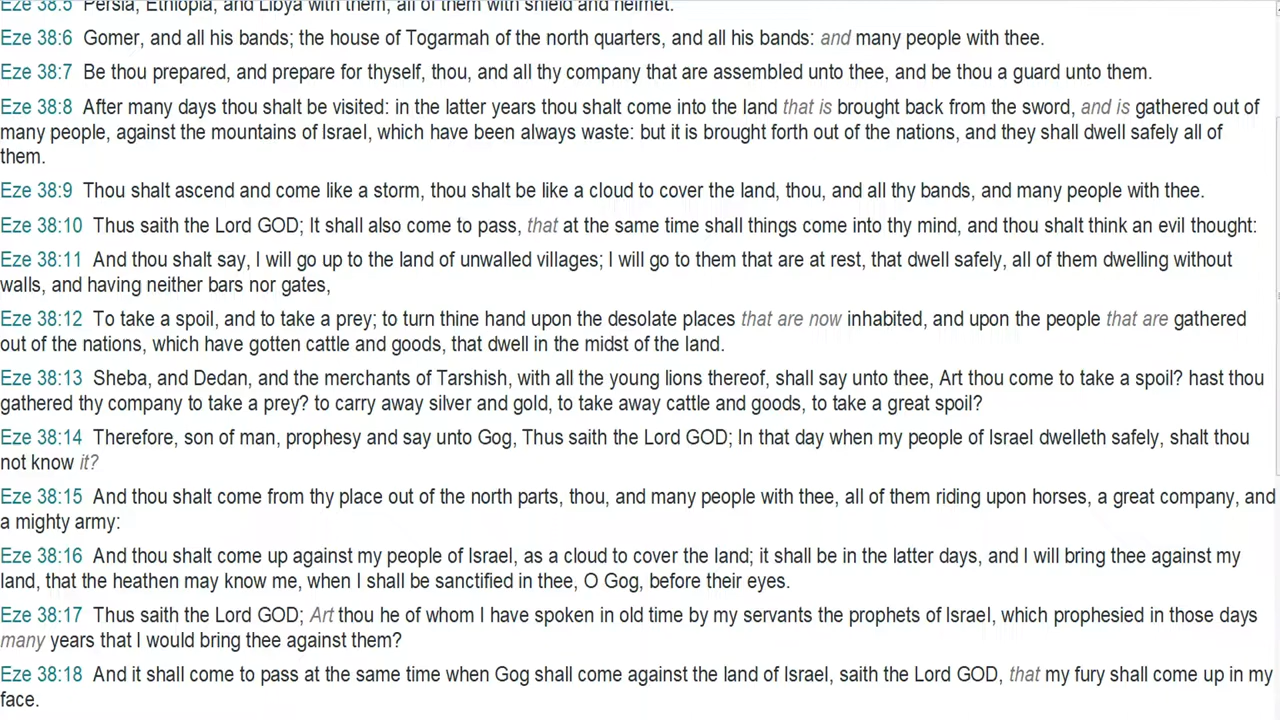 Eze 38:5 Persia, Ethiopia, and Libya with them; all of them with shield and helmet:
Eze 38:6 Gomer, and all his bands; the house of Togarmah of the north quarters, and all his bands: and many people with thee.
Eze 38:7 Be thou prepared, and prepare for thyself, thou, and all thy company that are assembled unto thee, and be thou a guard unto them.
Eze 38:8 After many days thou shalt be visited: in the latter years thou shalt come into the land that is brought back from the sword, and is gathered out of
many people, against the mountains of Israel, which have been always waste: but it is brought forth out of the nations, and they shall dwell safely all of
them.
Eze 38:9 Thou shalt ascend and come like a storm, thou shalt be like a cloud to cover the land, thou, and all thy bands, and many people with thee.
Eze 38:10 Thus saith the Lord GOD; It shall also come to pass, that at the same time shall things come into thy mind, and thou shalt think an evil thought:
Eze 38:11 And thou shalt say, I will go up to the land of unwalled villages; I will go to them that are at rest, that dwell safely, all of them dwelling without
walls, and having neither bars nor gates,
Eze 38:12 To take a spoil, and to take a prey; to turn thine hand upon the desolate places that are now inhabited, and upon the people that are gathered
out of the nations, which have gotten cattle and goods, that dwell in the midst of the land.
Eze 38:13 Sheba, and Dedan, and the merchants of Tarshish, with all the young lions thereof, shall say unto thee, Art thou come to take a spoil? hast thou
gathered thy company to take a prey? to carry away silver and gold, to take away cattle and goods, to take a great spoil?
Eze 38:14 Therefore, son of man, prophesy and say unto Gog, Thus saith the Lord GOD; In that day when my people of Israel dwelleth safely, shalt thou
not know it?
Eze 38:15 And thou shalt come from thy place out of the north parts, thou, and many people with thee, all of them riding upon horses, a great company, and
a mighty army:
Eze 38:16 And thou shalt come up against my people of Israel, as a cloud to cover the land; it shall be in the latter days, and I will bring thee against my
land, that the heathen may know me, when I shall be sanctified in thee, O Gog, before their eyes.
Eze 38:17 Thus saith the Lord GOD; Art thou he of whom I have spoken in old time by my servants the prophets of Israel, which prophesied in those days
many years that I would bring thee against them?
Eze 38:18 And it shall come to pass at the same time when Gog shall come against the land of Israel, saith the Lord GOD, that my fury shall come up in my
face.